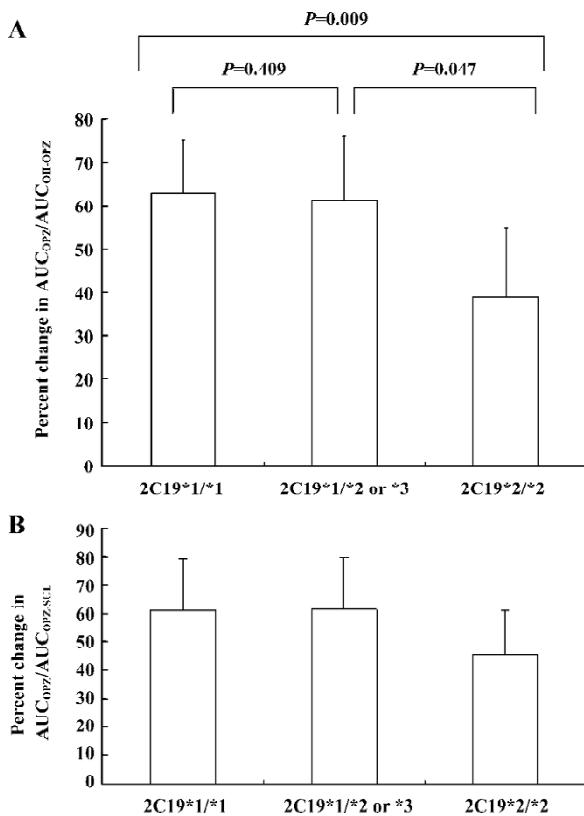 A
P=0.009
P=0.409
P=0.047
Percent change in AUCOPZ/AUCOH-OPZ
80
70
60
50
40
30
20
10
0
2C19*1/*1
2C19*1/*2 or *3
2C19*2/*2
B
Percent change in
AUCOPZ/AUCOPZ-SUL
90
80
70
60
50
40
30
20
10
0
2C19*1/*1
2C19*1/*2 or *3
2C19*2/*2